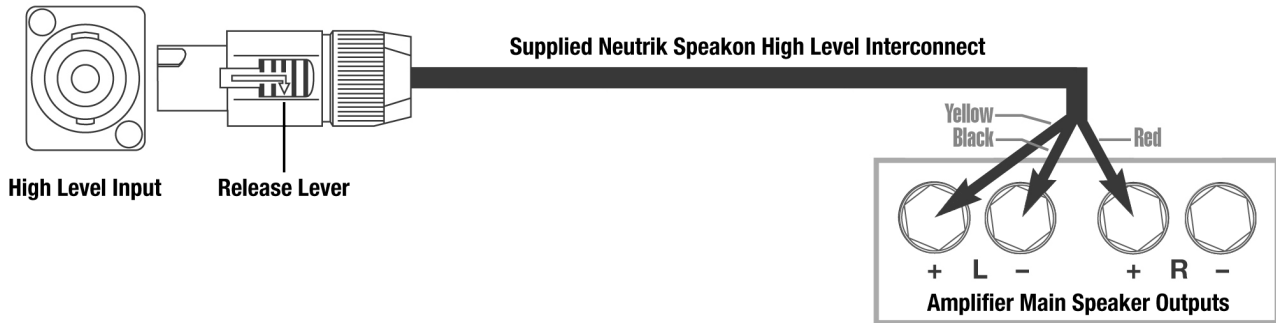 Supplied Neutrik Speakon High Level Interconnect
Yellow
Black
Red
High Level Input
Release Lever
+ L – + R –
Amplifier Main Speaker Outputs